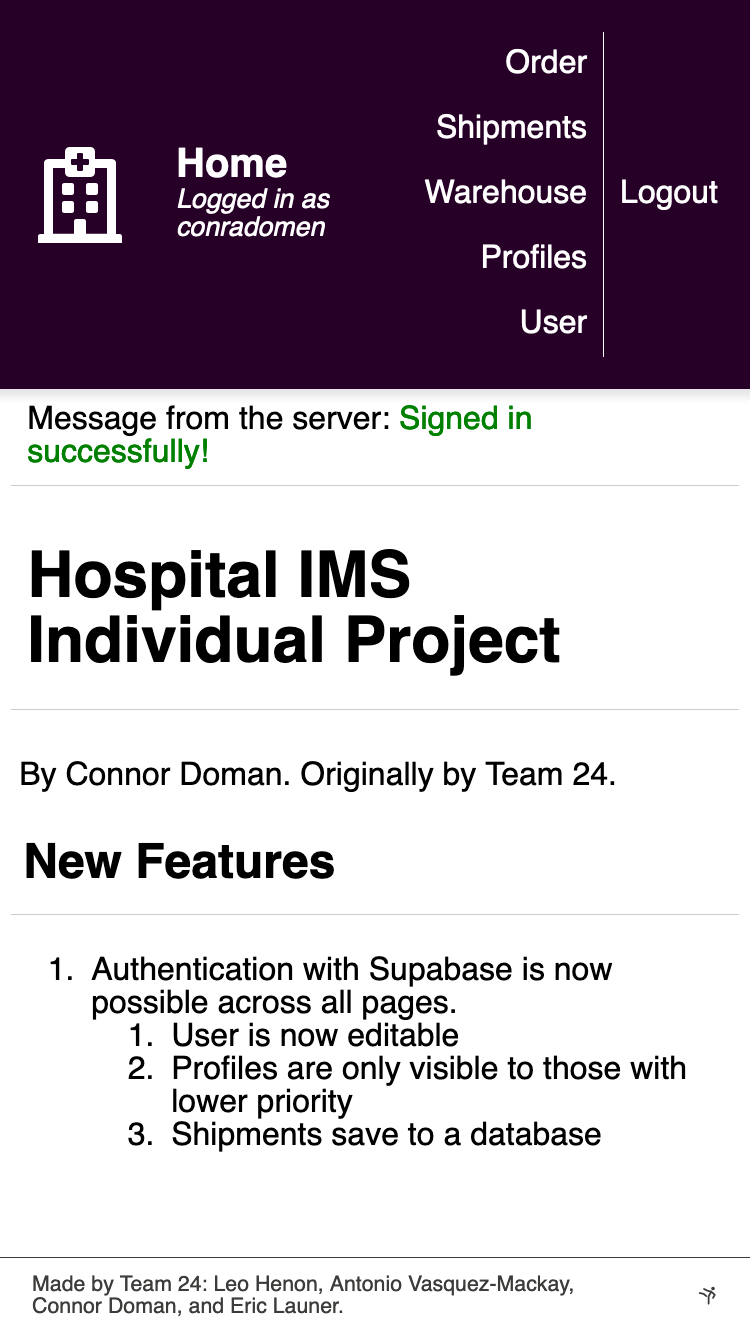 Home
Logged in as
conradomen
Order
Shipments
Warehouse
Profiles
User
Logout
Message from the server: Signed in
successfully!
Hospital IMS
Individual Project
By Connor Doman. Originally by Team 24.
New Features
1. Authentication with Supabase is now
possible across all pages.
1. User is now editable
2. Profiles are only visible to those with
lower priority
3. Shipments save to a database
Made by Team 24: Leo Henon, Antonio Vasquez-Mackay,
Connor Doman, and Eric Launer.